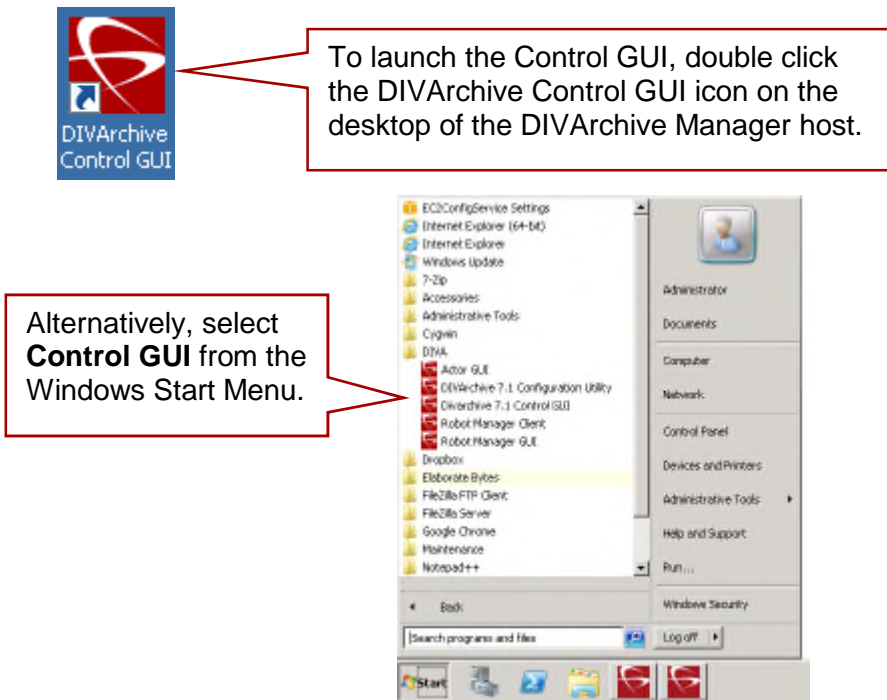 DIVArchive
Control GUI
To launch the Control GUI, double click
the DIVArchive Control GUI icon on the
desktop of the DIVArchive Manager host.
Alternatively, select
Control GUI from the
Windows Start Menu.
EC2ConfigService Settings
Internet Explorer (64-bit)
Internet Explorer
Windows Update
7-Zip
Accessories
Administrative Tools
Cygwin
DIVA
Actor GUI
DIVArchive 7.1 Configuration Utility
Divarchive 7.1 Control GUI
Robot Manager Client
Robot Manager GUI
Dropbox
Elaborate Bytes
FileZilla FTP Client
FileZilla Server
Google Chrome
Maintenance
Notepad++
Back
Search programs and files
Administrator
Documents
Computer
Network
Control Panel
Devices and Printers
Administrative Tools
Help and Support
Run...
Windows Security
Log off
Start